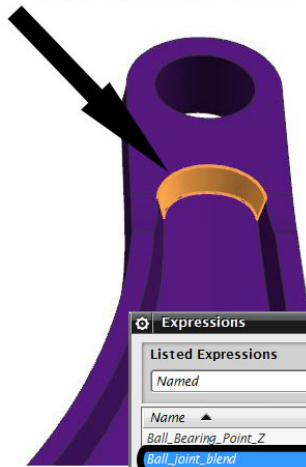 Expressions
Listed Expressions
Named
Name
Ball_Bearing_Point_Z
Ball_joint_blend